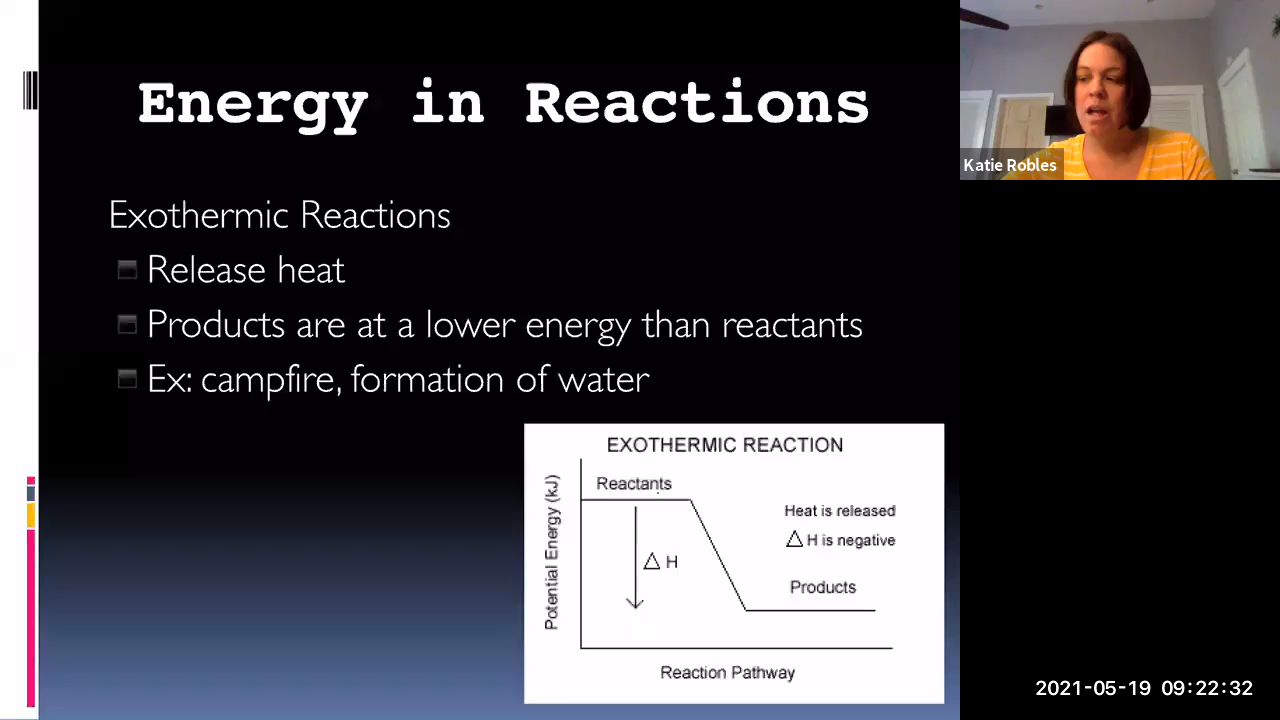 Energy in Reactions
Katie Robles
Exothermic Reactions
Release heat
Products are at a lower energy than reactants
Ex: campfire, formation of water
EXOTHERMIC REACTION
Reactants
Potential Energy (kJ)
Heat is released
△ H is negative
△ H
Products
Reaction Pathway
2021-05-19 09:22:32